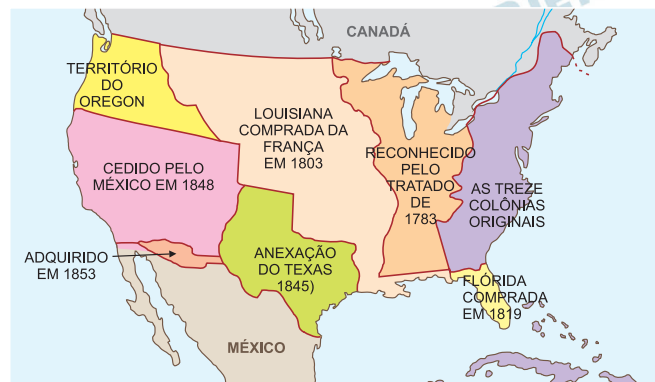 CANADÁ
TERRITÓRIO
DO
OREGON
LOUISIANA
COMPRADA DA
FRANÇA
EM 1803
RECONHECIDO
PELO
TRATADO
DE
1783
CEDIDO PELO
MÉXICO EM 1848
AS TREZE
COLÔNIAS
ORIGINAIS
ADQUIRIDO
EM 1853
ANEXAÇÃO
DO TEXAS
1845)
FLÓRIDA
COMPRADA
EM 1819
MÉXICO